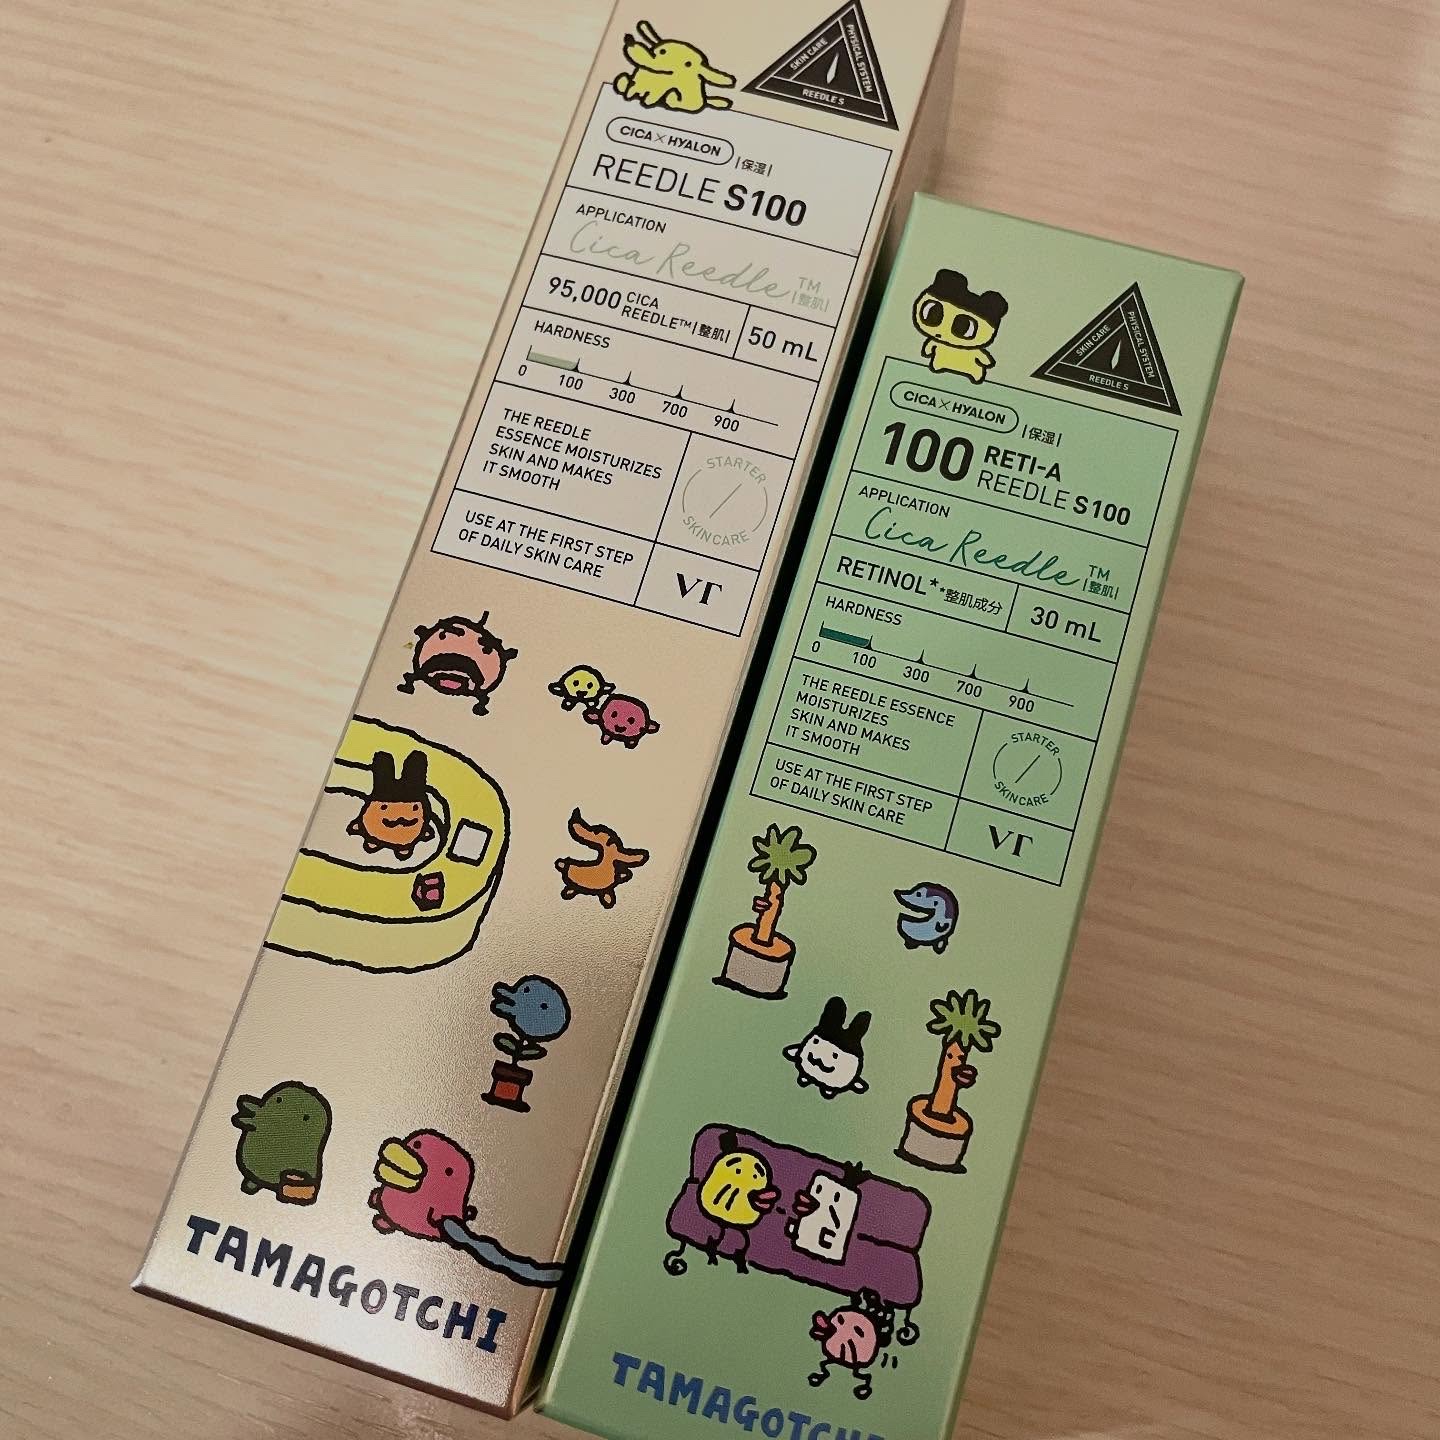 SKIN CARE
PHYSICAL SYSTEM
REEDLE S
CICA×HYALON
|保湿|
REEDLE S100
APPLICATION
Cica Reedle™
|整肌|
95,000 CICA REEDLE™|整肌|
50 mL
HARDNESS
0 100 300 700 900
THE REEDLE
ESSENCE MOISTURIZES
SKIN AND MAKES
IT SMOOTH
STARTER
SKINCARE
USE AT THE FIRST STEP
OF DAILY SKIN CARE
VT
TAMAGOTCHI
SKIN CARE
PHYSICAL SYSTEM
REEDLE S
CICA×HYALON
|保湿|
100 RETI-A
REEDLE S100
APPLICATION
Cica Reedle™
|整肌|
RETINOL* *整肌成分
30 mL
HARDNESS
0 100 300 700 900
THE REEDLE ESSENCE
MOISTURIZES
SKIN AND MAKES
IT SMOOTH
STARTER
SKINCARE
USE AT THE FIRST STEP
OF DAILY SKIN CARE
VT
TAMAGOTCHI